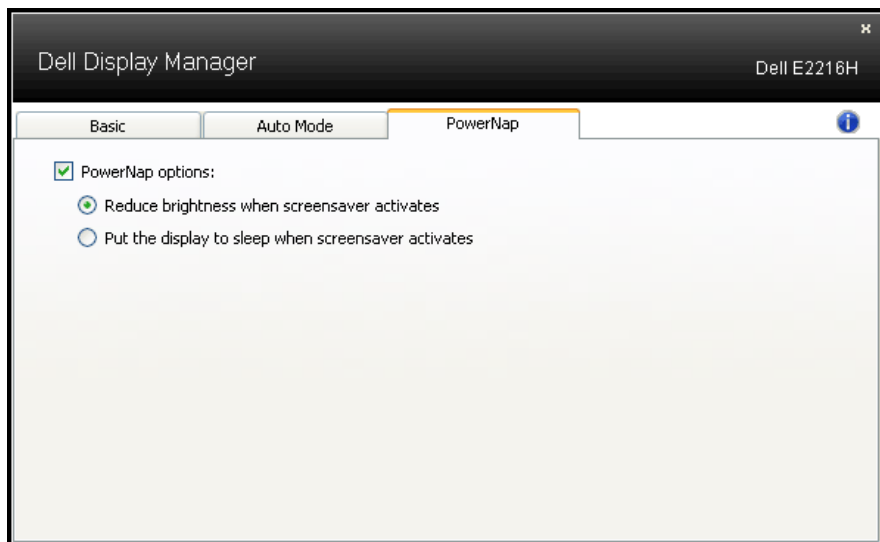 Dell Display Manager
Dell E2216H
Basic
Auto Mode
PowerNap
PowerNap options:
Reduce brightness when screensaver activates
Put the display to sleep when screensaver activates